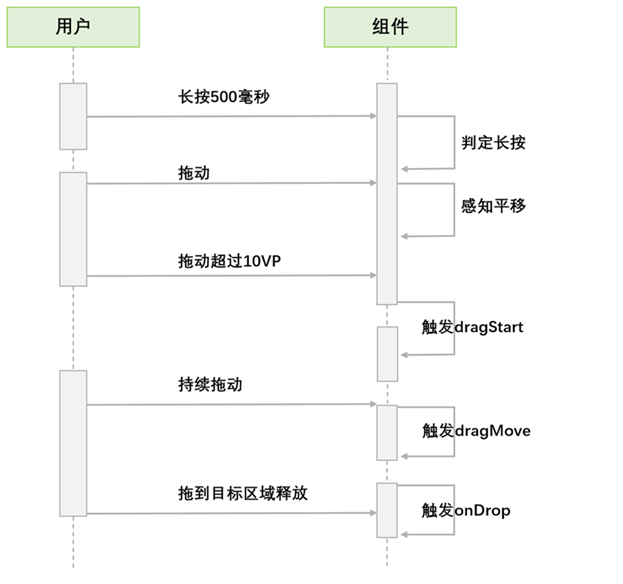 用户
组件
长按500毫秒
判定长按
拖动
感知平移
拖动超过10VP
触发dragStart
持续拖动
触发dragMove
拖到目标区域释放
触发onDrop